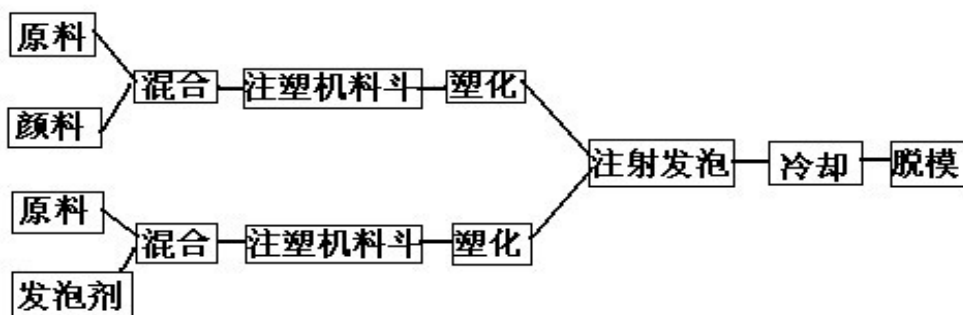 原料
颜料
混合
注塑机料斗
塑化
原料
发泡剂
混合
注塑机料斗
塑化
注射发泡
冷却
脱模